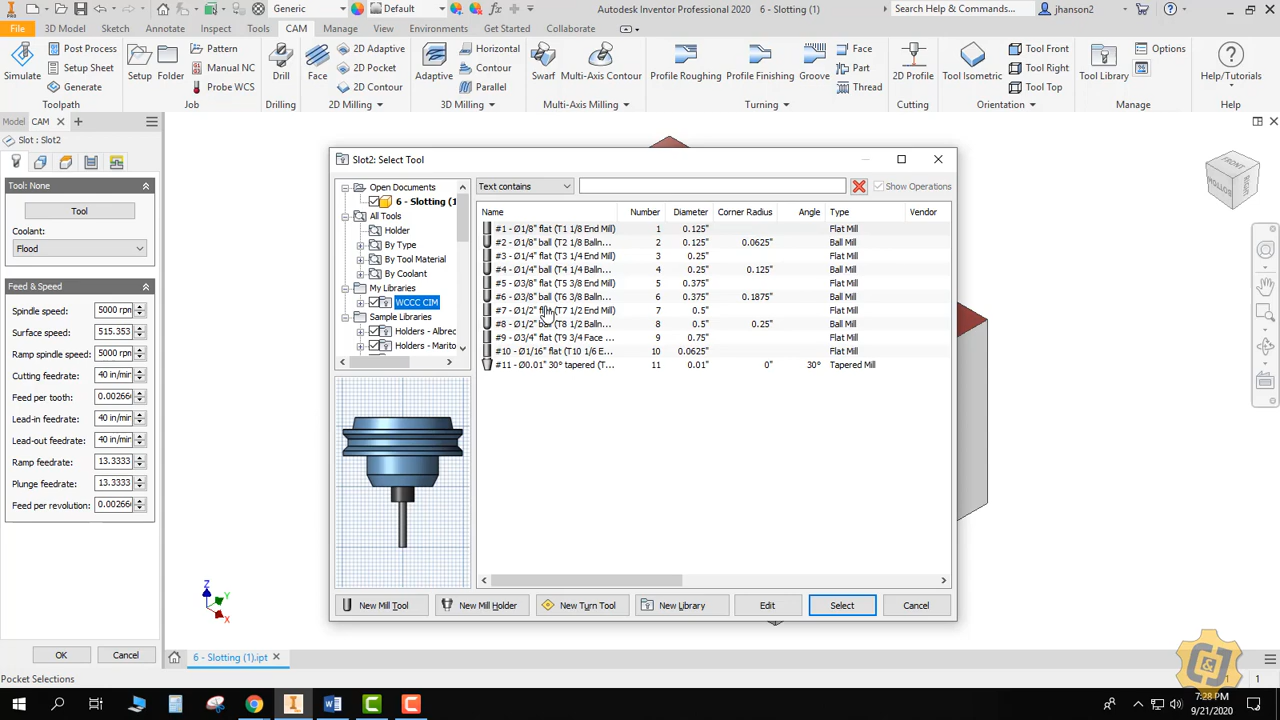 Generic
Default
Autodesk Inventor Professional 2020 6 - Slotting (1)
Search Help & Commands...
jhanson2
File 3D Model Sketch Annotate Inspect Tools CAM Manage View Environments Get Started Collaborate
Simulate
Post Process
Setup Sheet
Generate
Toolpath
Setup
Folder
Pattern
Manual NC
Probe WCS
Job
Drill
Drilling
Face
2D Adaptive
2D Pocket
2D Contour
2D Milling
Adaptive
Horizontal
Contour
Parallel
3D Milling
Swarf
Multi-Axis Contour
Multi-Axis Milling
Profile Roughing
Profile Finishing
Groove
Face
Part
Thread
Turning
2D Profile
Cutting
Tool Isometric
Tool Front
Tool Right
Tool Top
Orientation
Tool Library
Options
Manage
Help/Tutorials
Help
Model CAM
Slot : Slot2
Tool: None
Tool
Coolant:
Flood
Feed & Speed
Spindle speed: 5000 rpm
Surface speed: 515.353
Ramp spindle speed: 5000 rpm
Cutting feedrate: 40 in/min
Feed per tooth: 0.00266
Lead-in feedrate: 40 in/min
Lead-out feedrate: 40 in/min
Ramp feedrate: 13.3333
Plunge feedrate: 13.3333
Feed per revolution: 0.00266
OK Cancel
Pocket Selections
Slot2: Select Tool
Open Documents
6 - Slotting (1
All Tools
Holder
By Type
By Tool Material
By Coolant
My Libraries
WCCC CIM
Sample Libraries
Holders - Albrec
Holders - Marito
Text contains
Show Operations
Name Number Diameter Corner Radius Angle Type Vendor
#1 - Ø1/8" flat (T1 1/8 End Mill) 1 0.125" Flat Mill
#2 - Ø1/8" ball (T2 1/8 Balln... 2 0.125" 0.0625" Ball Mill
#3 - Ø1/4" flat (T3 1/4 End Mill) 3 0.25" Flat Mill
#4 - Ø1/4" ball (T4 1/4 Balln... 4 0.25" 0.125" Ball Mill
#5 - Ø3/8" flat (T5 3/8 End Mill) 5 0.375" Flat Mill
#6 - Ø3/8" ball (T6 3/8 Balln... 6 0.375" 0.1875" Ball Mill
#7 - Ø1/2" flat (T7 1/2 End Mill) 7 0.5" Flat Mill
#8 - Ø1/2" ball (T8 1/2 Balln... 8 0.5" 0.25" Ball Mill
#9 - Ø3/4" flat (T9 3/4 Face ... 9 0.75" Flat Mill
#10 - Ø1/16" flat (T10 1/6 E... 10 0.0625" Flat Mill
#11 - Ø0.01" 30° tapered (T... 11 0.01" 0" 30° Tapered Mill
New Mill Tool New Mill Holder New Turn Tool New Library Edit Select Cancel
FRONT
BOTTOM
Z
Y
X
6 - Slotting (1).ipt
1 1
C&J
7:28 PM
9/21/2020